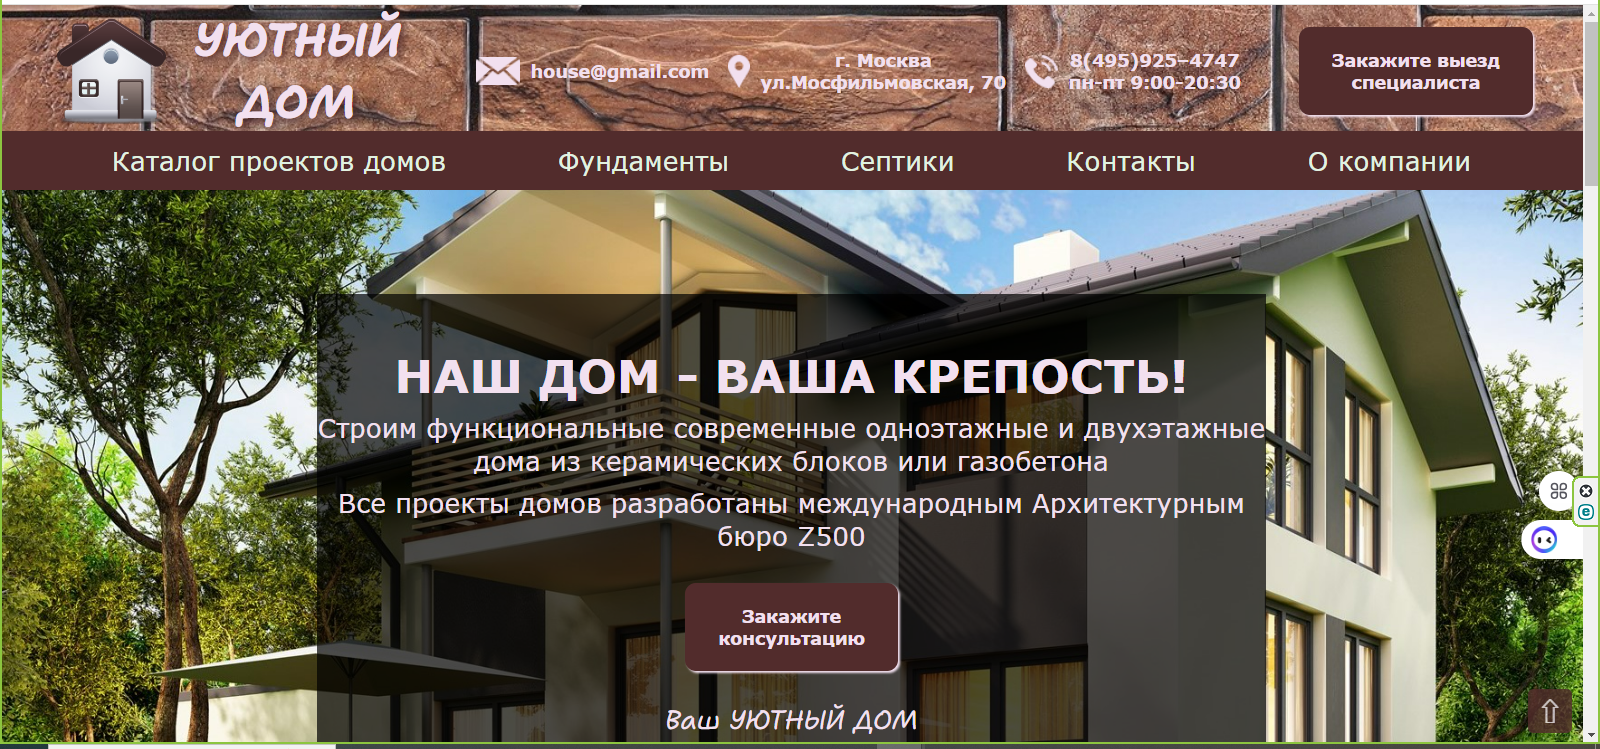 УЮТНЫЙ
ДОМ
house@gmail.com
г. Москва
ул.Мосфильмовская, 70
8(495)925–4747
пн-пт 9:00-20:30
Закажите выезд
специалиста
Каталог проектов домов
Фундаменты
Септики
Контакты
О компании
НАШ ДОМ - ВАША КРЕПОСТЬ!
Строим функциональные современные одноэтажные и двухэтажные
дома из керамических блоков или газобетона
Все проекты домов разработаны международным Архитектурным
бюро Z500
Закажите
консультацию
Ваш УЮТНЫЙ ДОМ